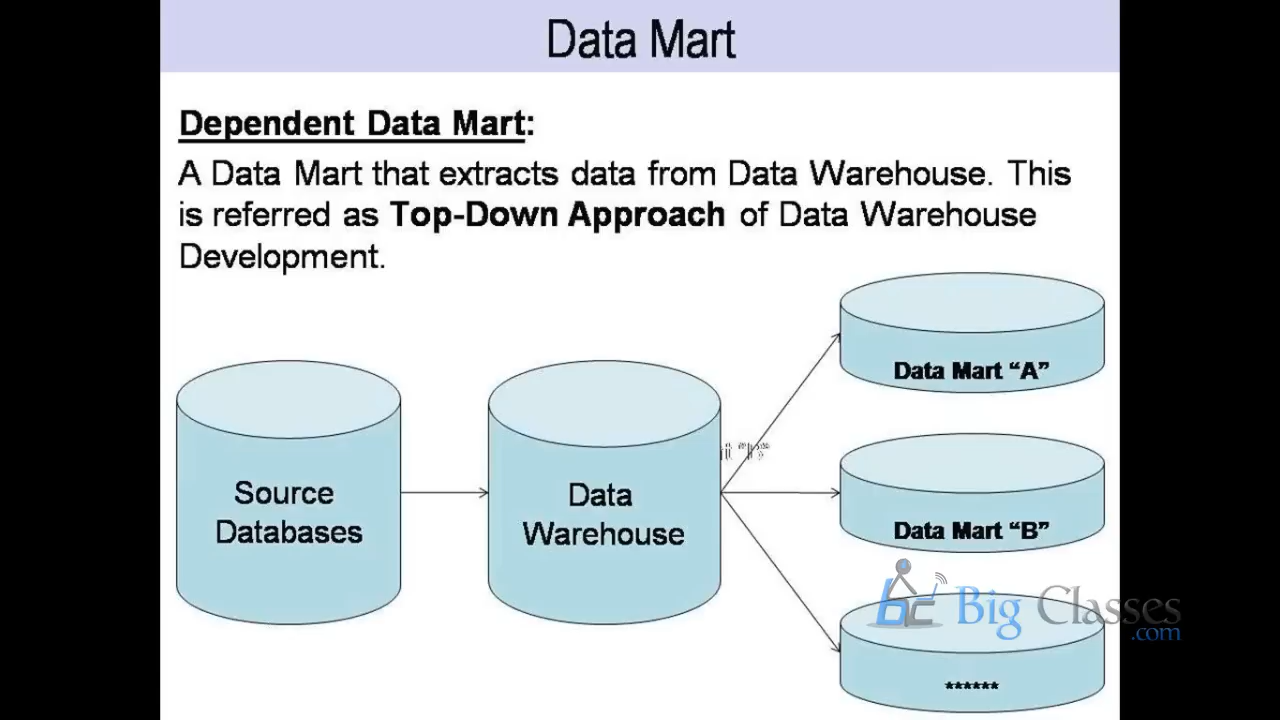 Data Mart
Dependent Data Mart:
A Data Mart that extracts data from Data Warehouse. This
is referred as Top-Down Approach of Data Warehouse
Development.
Source
Databases
Data
Warehouse
Data Mart “A”
Data Mart “B”
******
bc Big Classes
.com